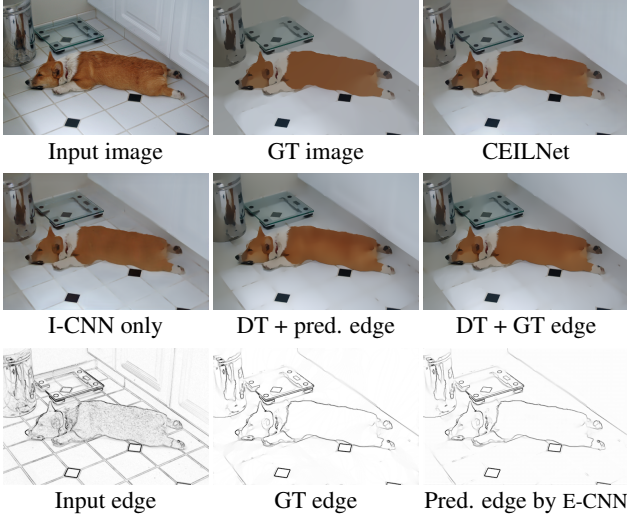 Input image
GT image
CEILNet
I-CNN only
DT + pred. edge
DT + GT edge
Input edge
GT edge
Pred. edge by E-CNN